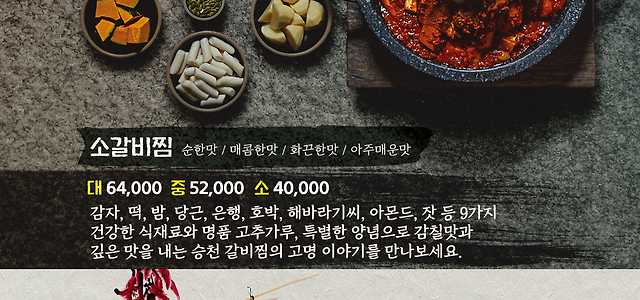 소갈비찜 순한맛 / 매콤한맛 / 화끈한맛 / 아주매운맛
대 64,000 중 52,000 소 40,000
감자, 떡, 밤, 당근, 은행, 호박, 해바라기씨, 아몬드, 잣 등 9가지
건강한 식재료와 명품 고추가루, 특별한 양념으로 감칠맛과
깊은 맛을 내는 승천 갈비찜의 고명 이야기를 만나보세요.